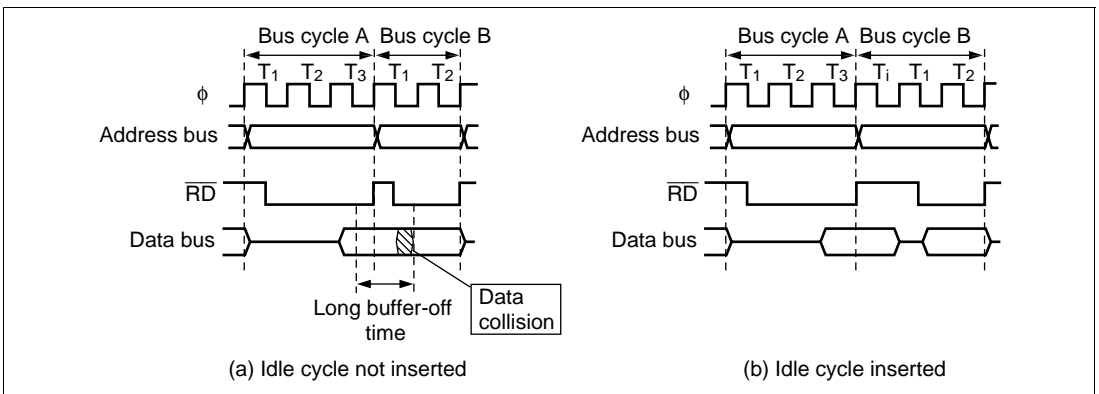 Bus cycle A Bus cycle B
T1 T2 T3 T1 T2
ϕ
Address bus
RD
Data bus
Long buffer-off
time
Data
collision
(a) Idle cycle not inserted
Bus cycle A Bus cycle B
T1 T2 T3 Ti T1 T2
ϕ
Address bus
RD
Data bus
(b) Idle cycle inserted